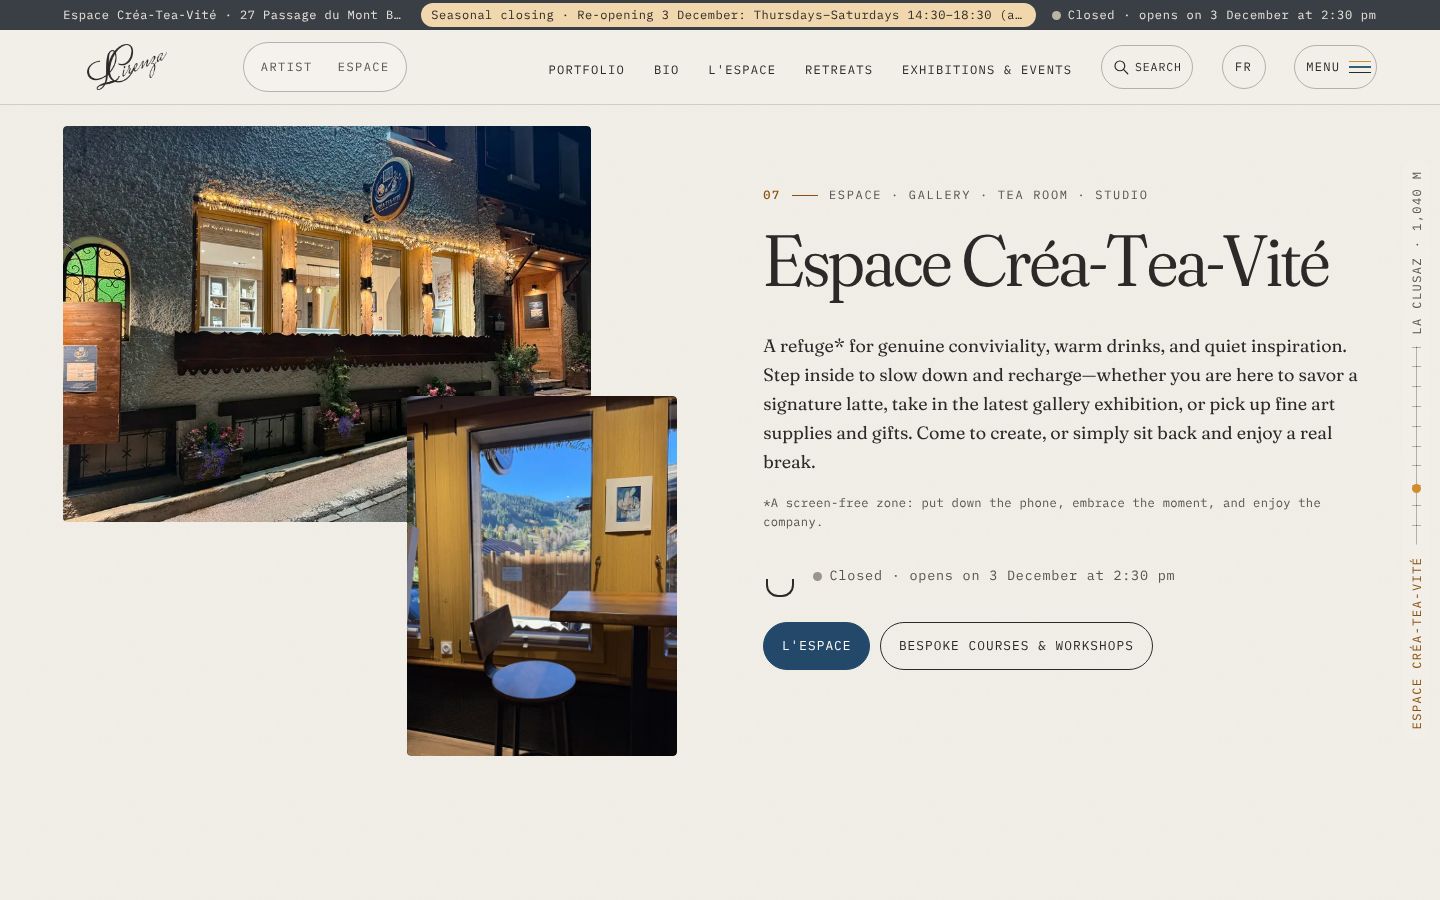 Espace Créa-Tea-Vité · 27 Passage du Mont B…
Seasonal closing · Re-opening 3 December: Thursdays–Saturdays 14:30–18:30 (a…
Closed · opens on 3 December at 2:30 pm
Lirenza
ARTIST ESPACE
PORTFOLIO BIO L'ESPACE RETREATS EXHIBITIONS & EVENTS
SEARCH
FR
MENU
07 — ESPACE · GALLERY · TEA ROOM · STUDIO
Espace Créa-Tea-Vité
A refuge* for genuine conviviality, warm drinks, and quiet inspiration.
Step inside to slow down and recharge—whether you are here to savor a
signature latte, take in the latest gallery exhibition, or pick up fine art
supplies and gifts. Come to create, or simply sit back and enjoy a real
break.
*A screen-free zone: put down the phone, embrace the moment, and enjoy the
company.
Closed · opens on 3 December at 2:30 pm
L'ESPACE
BESPOKE COURSES & WORKSHOPS
LA CLUSAZ · 1,040 M
ESPACE CRÉA-TEA-VITÉ